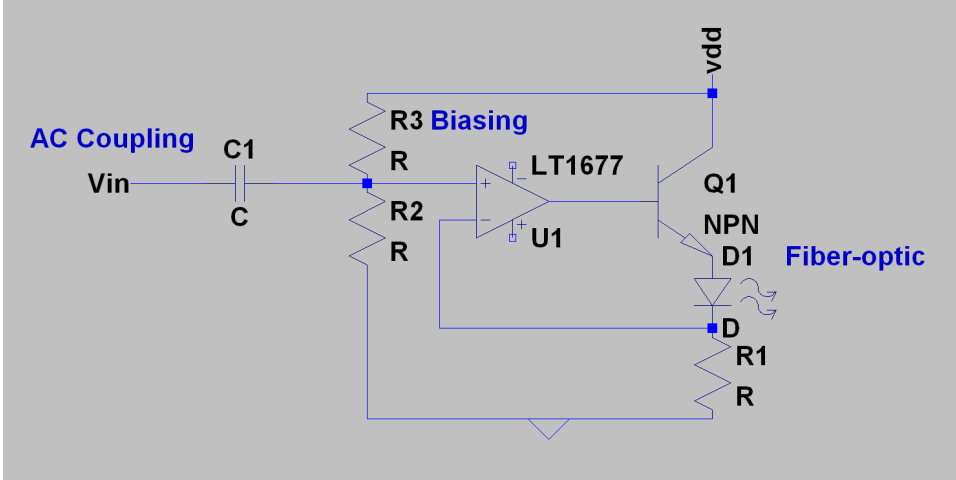 vdd
R3 Biasing
AC Coupling
C1
R
LT1677
Vin
Q1
C
R2
R
U1
NPN
D1
Fiber-optic
D
R1
R